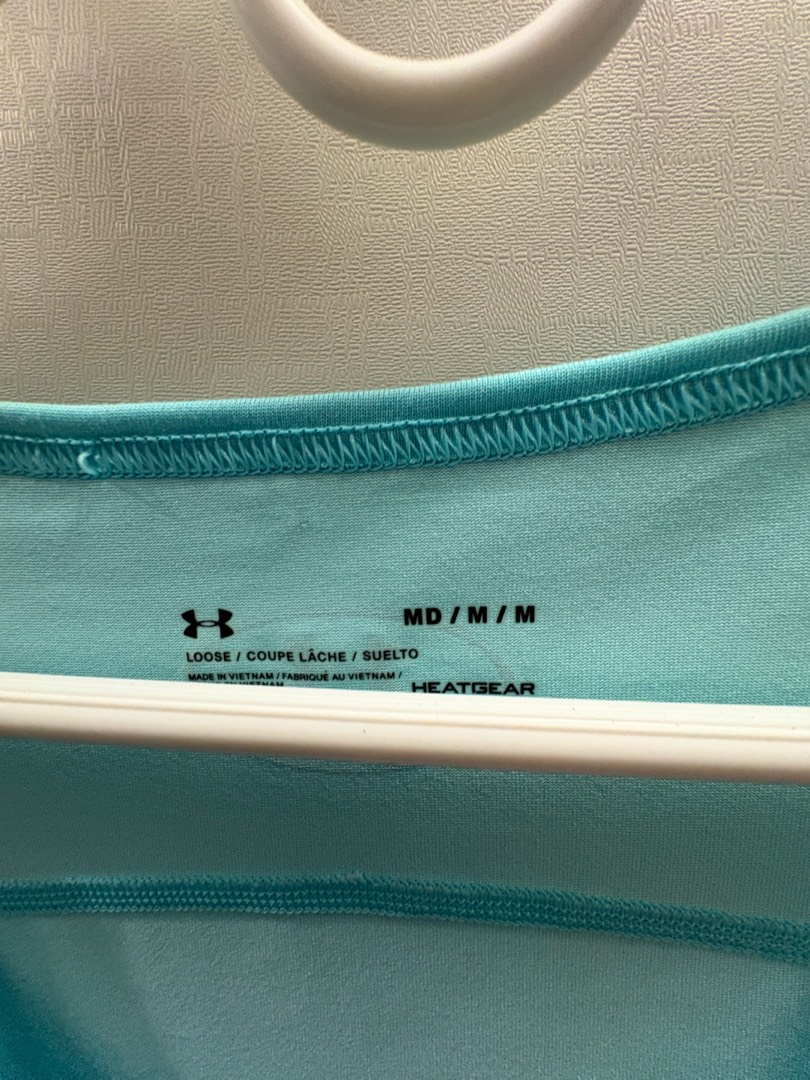 MD / M / M
LOOSE / COUPE LÂCHE / SUELTO
MADE IN VIETNAM / FABRIQUÉ AU VIETNAM /
HEATGEAR